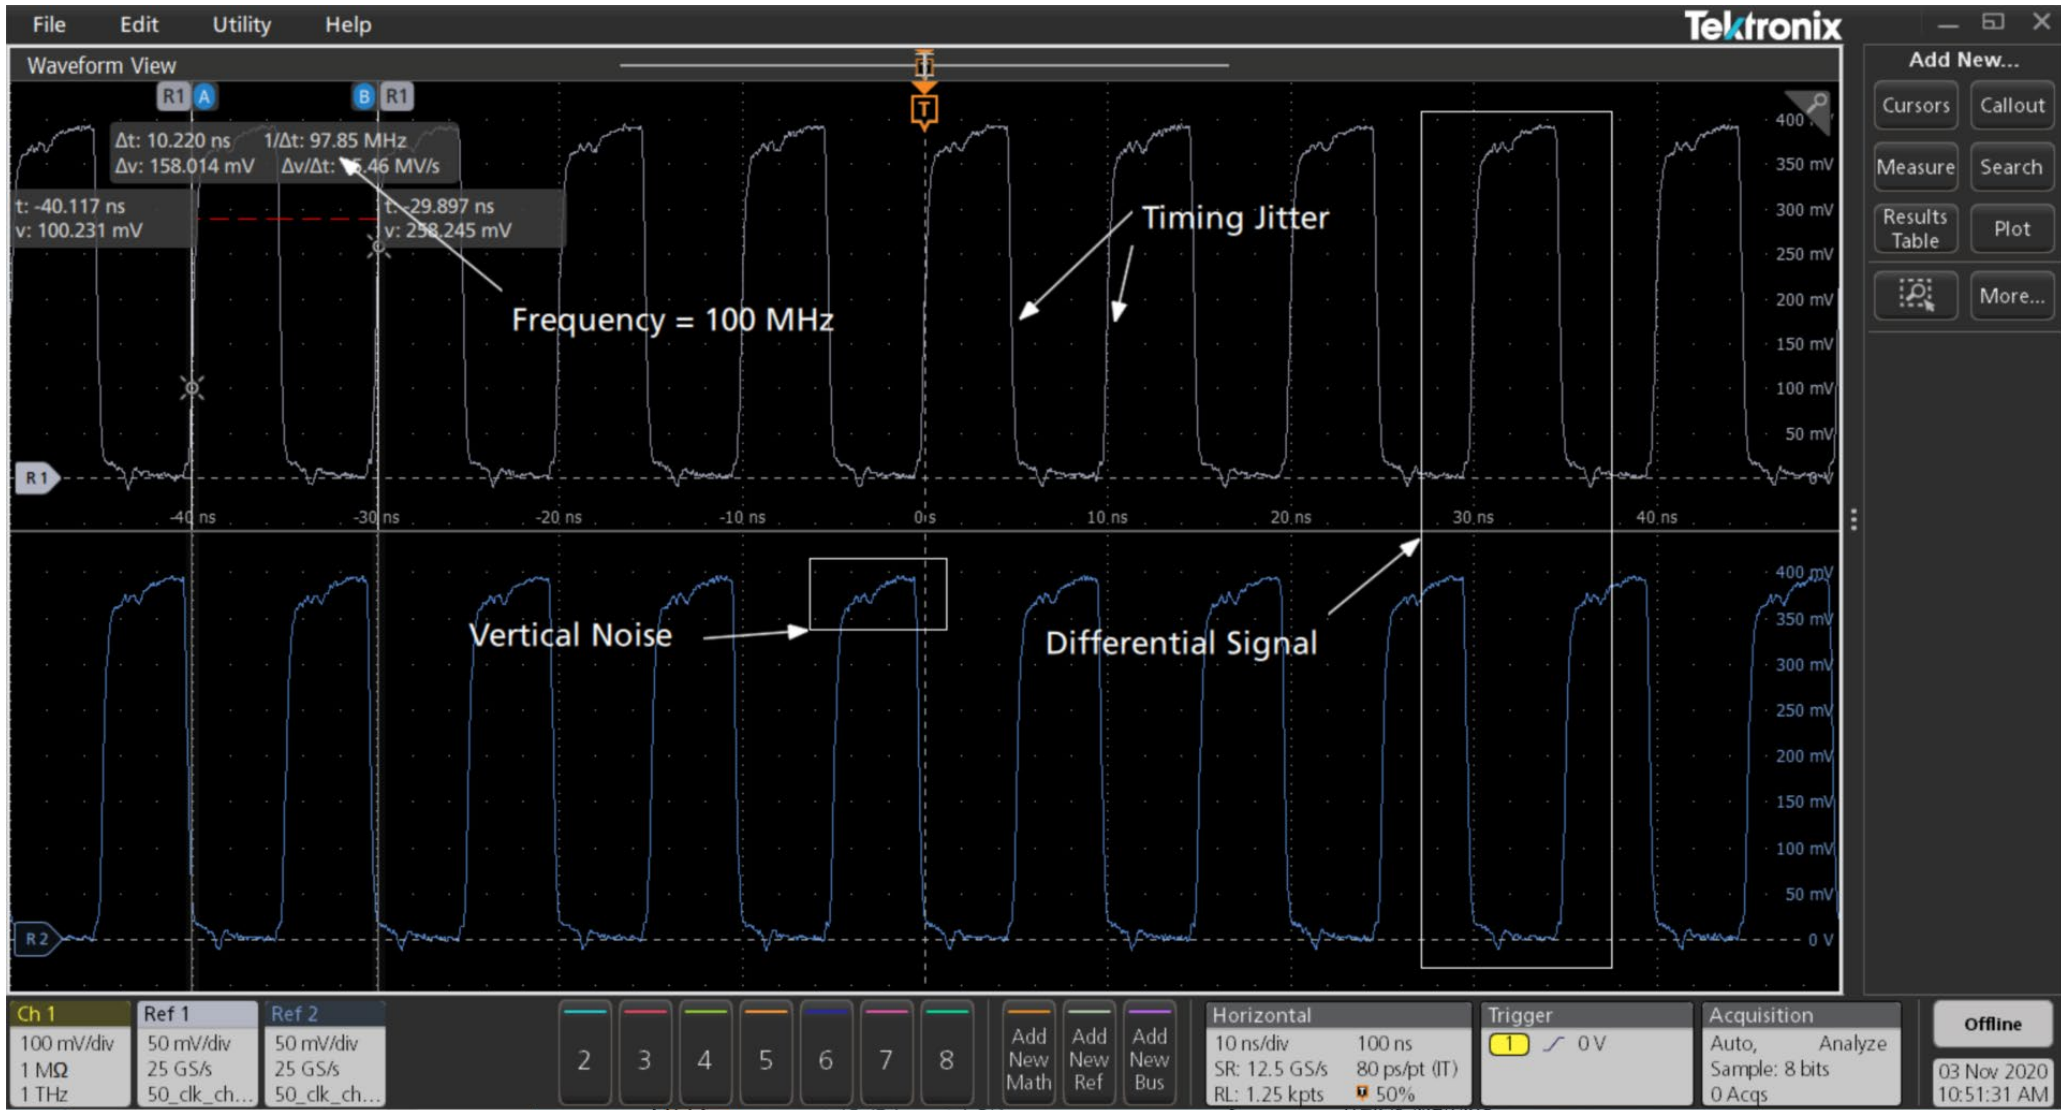 File Edit Utility Help
Tektronix
Waveform View
T
Add New...
R1 A B R1
T
Cursors Callout
Δt: 10.220 ns 1/Δt: 97.85 MHz
Δv: 158.014 mV Δv/Δt: 5.46 MV/s
400
350 mV
300 mV
250 mV
200 mV
150 mV
100 mV
50 mV
0 V
Measure Search
t: -40.117 ns
v: 100.231 mV
t: -29.897 ns
v: 258.245 mV
Results
Table
Plot
Timing Jitter
More...
Frequency = 100 MHz
R1
-40 ns -30 ns -20 ns -10 ns 0 s 10 ns 20 ns 30 ns 40 ns
400 mV
350 mV
300 mV
250 mV
200 mV
150 mV
100 mV
50 mV
0 V
Vertical Noise
Differential Signal
R2
Ch 1
100 mV/div
1 MΩ
1 THz
Ref 1
50 mV/div
25 GS/s
50_clk_ch...
Ref 2
50 mV/div
25 GS/s
50_clk_ch...
2 3 4 5 6 7 8
Add
New
Math
Add
New
Ref
Add
New
Bus
Horizontal
10 ns/div 100 ns
SR: 12.5 GS/s 80 ps/pt (IT)
RL: 1.25 kpts 50%
Trigger
1 0 V
Acquisition
Auto, Analyze
Sample: 8 bits
0 Acqs
Offline
03 Nov 2020
10:51:31 AM